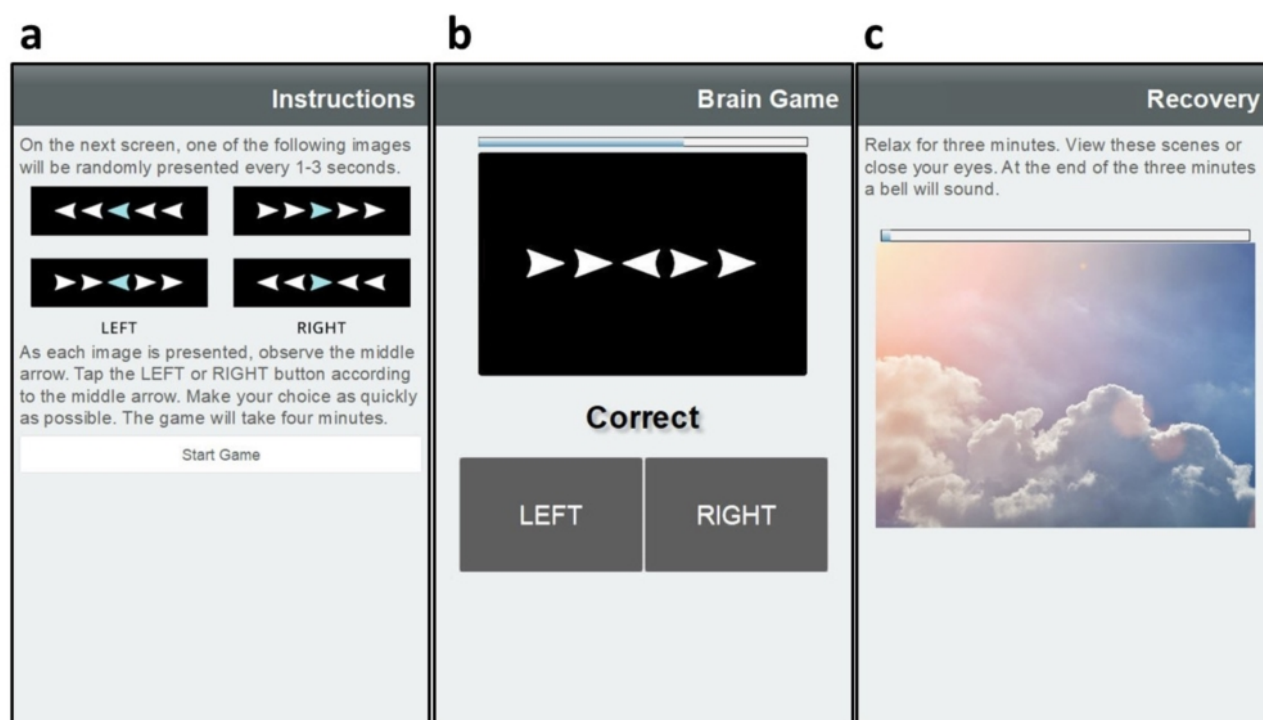 a
Instructions
On the next screen, one of the following images
will be randomly presented every 1-3 seconds.
LEFT
RIGHT
As each image is presented, observe the middle
arrow. Tap the LEFT or RIGHT button according
to the middle arrow. Make your choice as quickly
as possible. The game will take four minutes.
Start Game
b
Brain Game
Correct
LEFT
RIGHT
c
Recovery
Relax for three minutes. View these scenes or
close your eyes. At the end of the three minutes
a bell will sound.